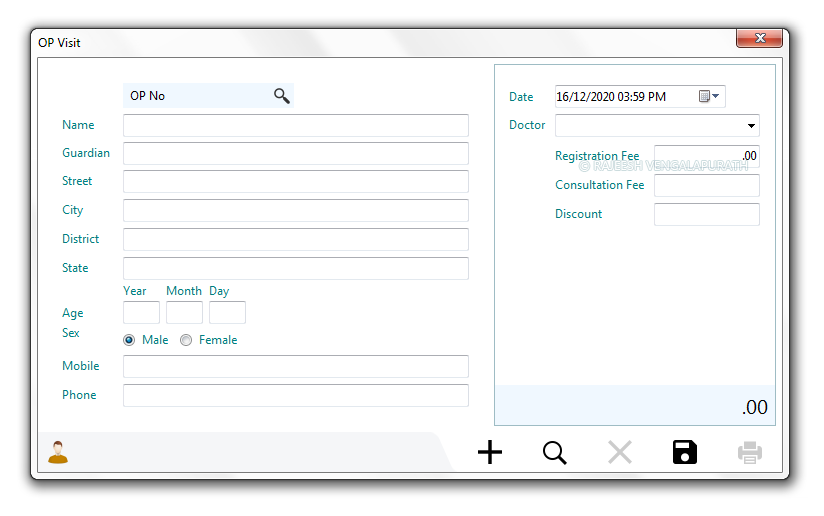 OP Visit
OP No
Name
Guardian
Street
City
District
State
Year Month Day
Age
Sex
Male Female
Mobile
Phone
Date 16/12/2020 03:59 PM
Doctor
Registration Fee .00
© RAJEESH VENGALAPURATH
Consultation Fee
Discount
.00